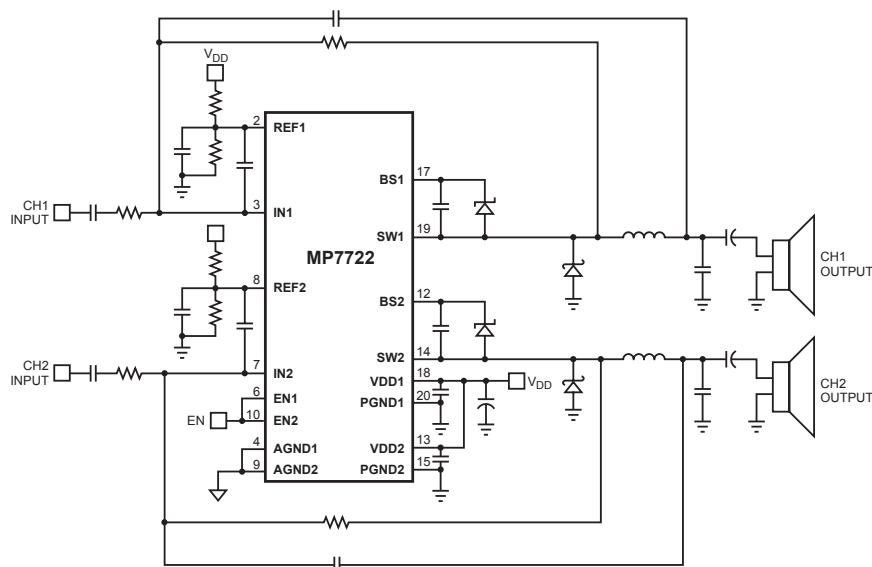 V_DD
2 REF1
17
BS1
CH1
INPUT
3 IN1
19
SW1
MP7722
CH1
OUTPUT
8 REF2
12
BS2
14
SW2
CH2
INPUT
7 IN2
18
VDD1
V_DD
CH2
OUTPUT
6 EN1
20
PGND1
EN
10 EN2
4 AGND1
13
VDD2
9 AGND2
15
PGND2